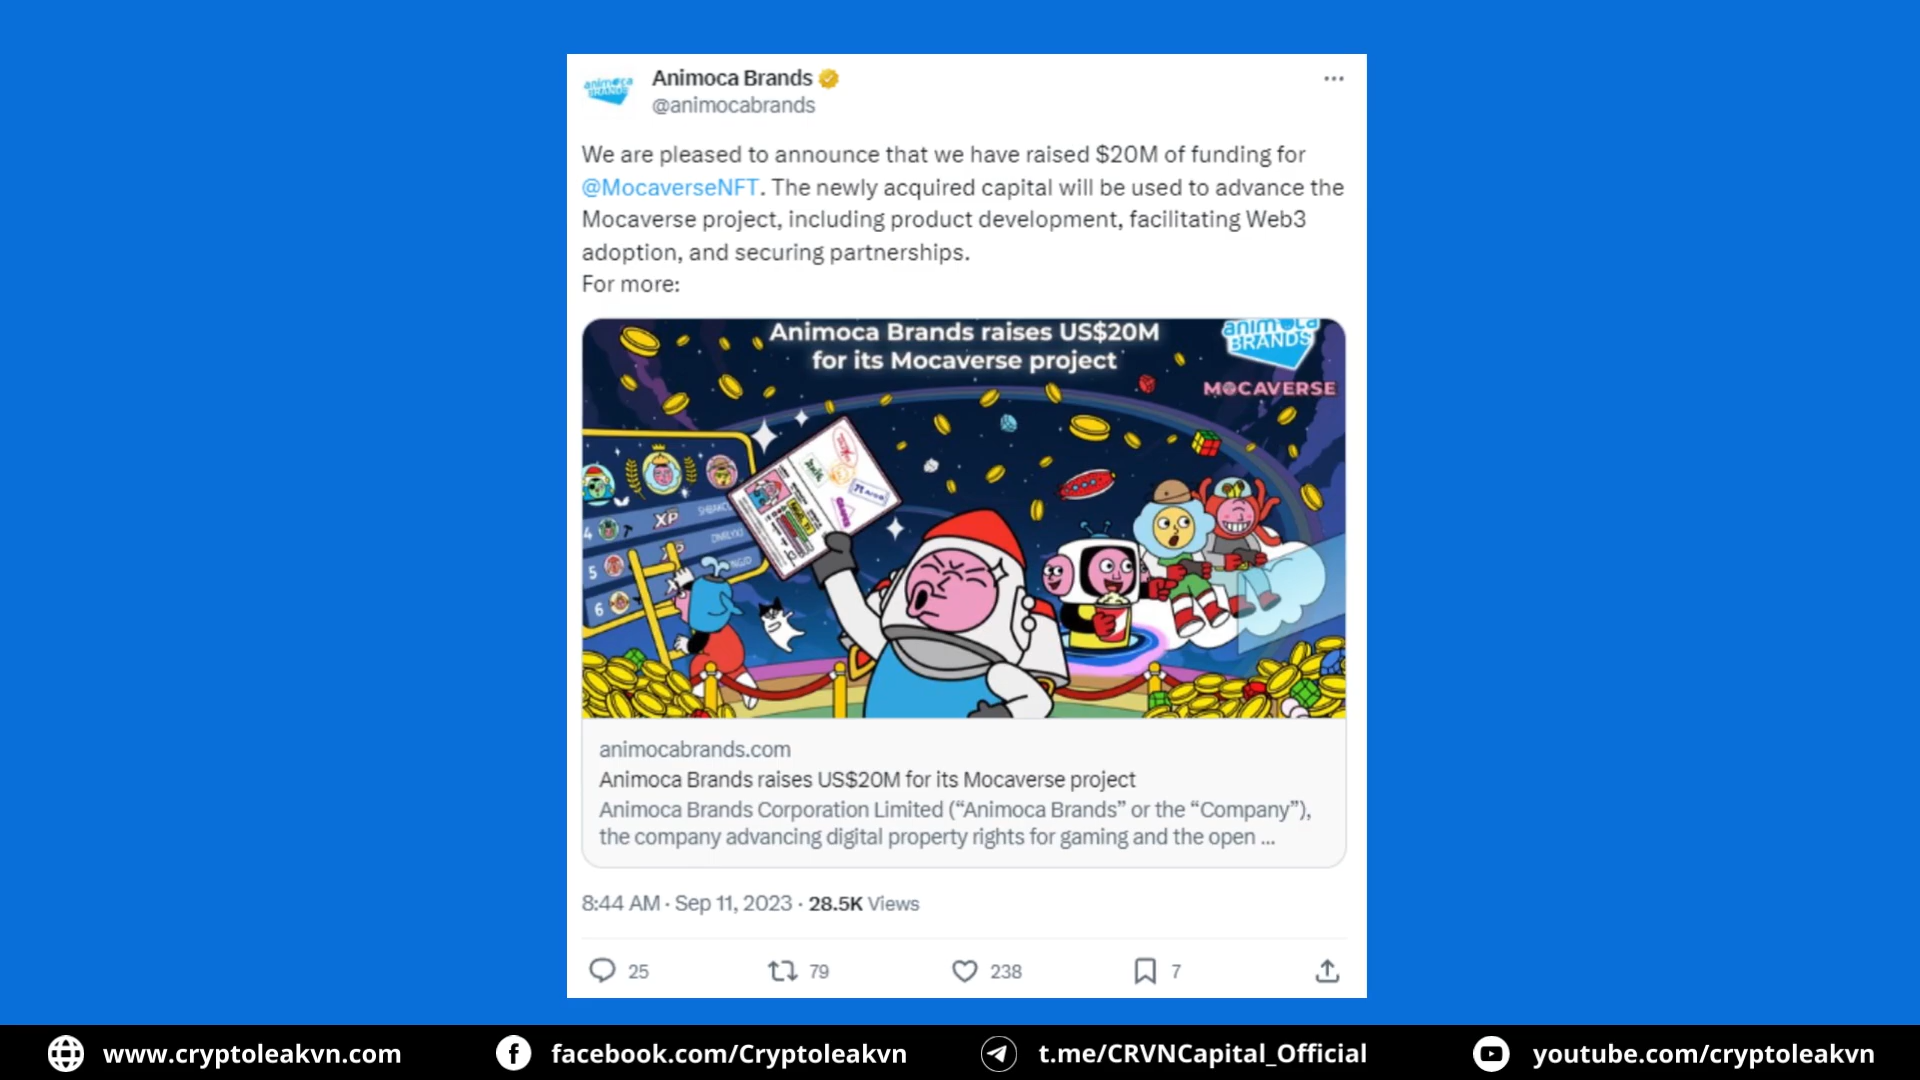 Animoca Brands
@animocabrands
We are pleased to announce that we have raised $20M of funding for
@MocaverseNFT. The newly acquired capital will be used to advance the
Mocaverse project, including product development, facilitating Web3
adoption, and securing partnerships.
For more:
Animoca Brands raises US$20M
for its Mocaverse project
animoca
BRANDS
MOCAVERSE
4
XP
5
6
animocabrands.com
Animoca Brands raises US$20M for its Mocaverse project
Animoca Brands Corporation Limited (“Animoca Brands” or the “Company”),
the company advancing digital property rights for gaming and the open ...
8:44 AM · Sep 11, 2023 · 28.5K Views
25
79
238
7
www.cryptoleakvn.com
facebook.com/Cryptoleakvn
t.me/CRVNCapital_Official
youtube.com/cryptoleakvn